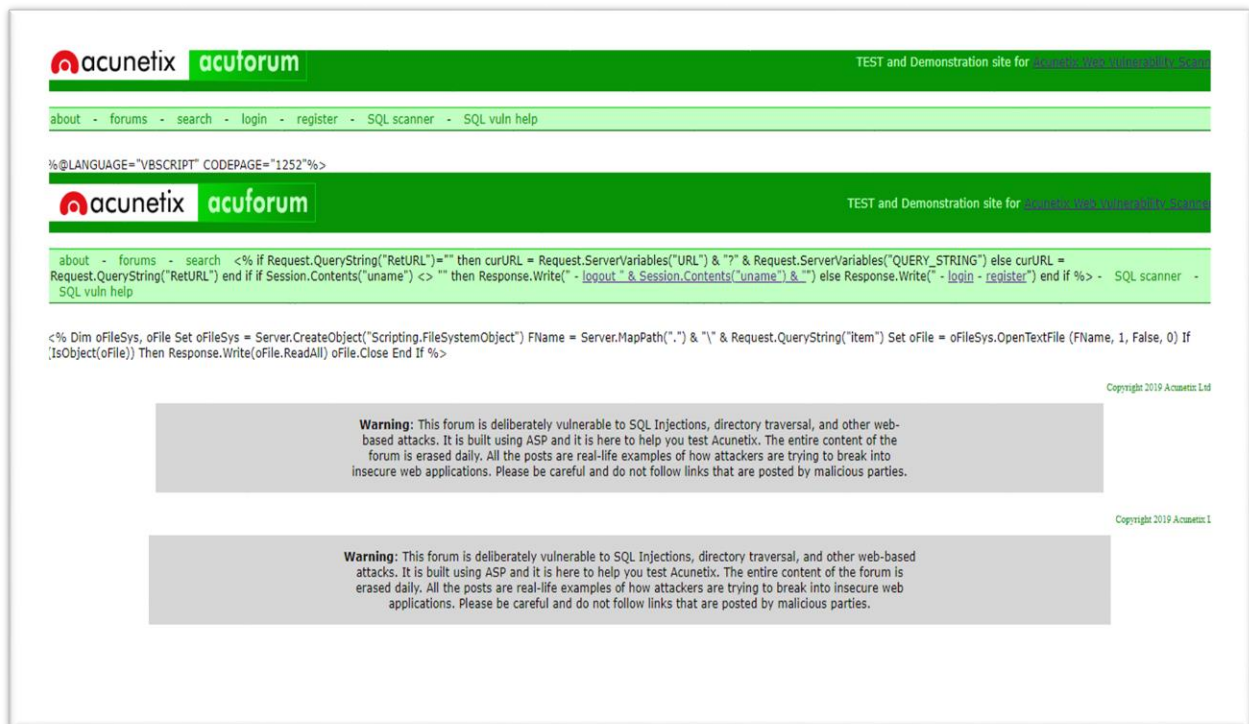 acunetix acuforum
TEST and Demonstration site for Acunetix Web Vulnerability Scann
about - forums - search - login - register - SQL scanner - SQL vuln help
%@LANGUAGE="VBSCRIPT" CODEPAGE="1252"%>
acunetix acuforum
TEST and Demonstration site for Acunetix Web Vulnerability Scanne
about - forums - search <% if Request.QueryString("RetURL")="" then curURL = Request.ServerVariables("URL") & "?" & Request.ServerVariables("QUERY_STRING") else curURL =
Request.QueryString("RetURL") end if if Session.Contents("uname") <> "" then Response.Write(" - logout " & Session.Contents("uname") & "") else Response.Write(" - login - register") end if %> - SQL scanner -
SQL vuln help
<% Dim oFileSys, oFile Set oFileSys = Server.CreateObject("Scripting.FileSystemObject") FName = Server.MapPath(".") & "\" & Request.QueryString("item") Set oFile = oFileSys.OpenTextFile (FName, 1, False, 0) If
(IsObject(oFile)) Then Response.Write(oFile.ReadAll) oFile.Close End If %>
Copyright 2019 Acunetix Ltd
Warning: This forum is deliberately vulnerable to SQL Injections, directory traversal, and other web-
based attacks. It is built using ASP and it is here to help you test Acunetix. The entire content of the
forum is erased daily. All the posts are real-life examples of how attackers are trying to break into
insecure web applications. Please be careful and do not follow links that are posted by malicious parties.
Copyright 2019 Acunetix L
Warning: This forum is deliberately vulnerable to SQL Injections, directory traversal, and other web-based
attacks. It is built using ASP and it is here to help you test Acunetix. The entire content of the forum is
erased daily. All the posts are real-life examples of how attackers are trying to break into insecure web
applications. Please be careful and do not follow links that are posted by malicious parties.